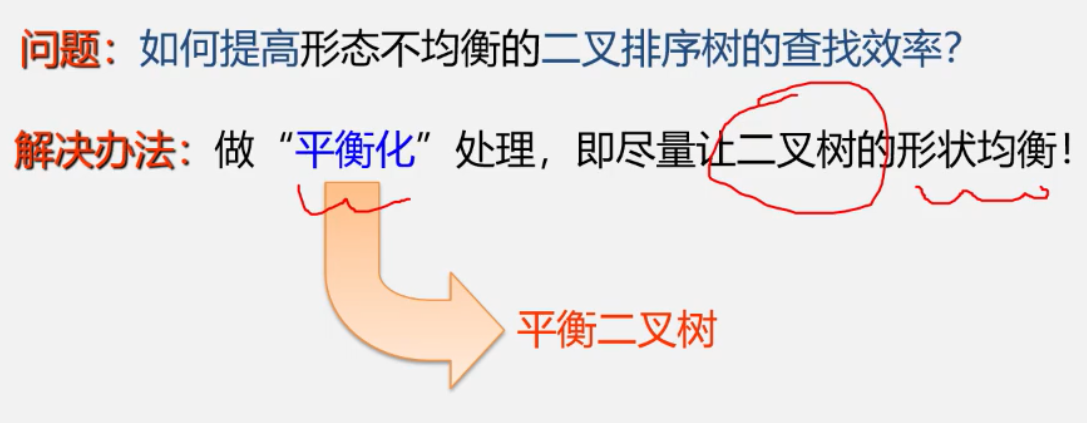 问题：如何提高形态不均衡的二叉排序树的查找效率？
解决办法：做“平衡化”处理，即尽量让二叉树的形状均衡！
平衡二叉树